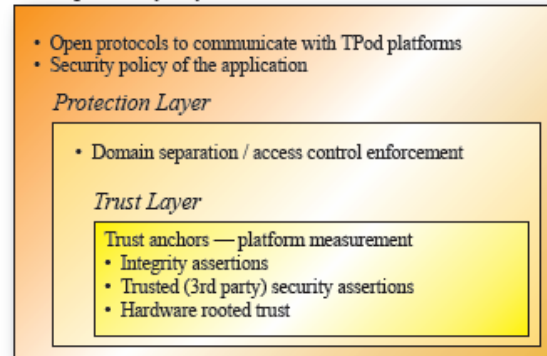 • Open protocols to communicate with TPod platforms
• Security policy of the application
Protection Layer
• Domain separation / access control enforcement
Trust Layer
Trust anchors — platform measurement
• Integrity assertions
• Trusted (3rd party) security assertions
• Hardware rooted trust